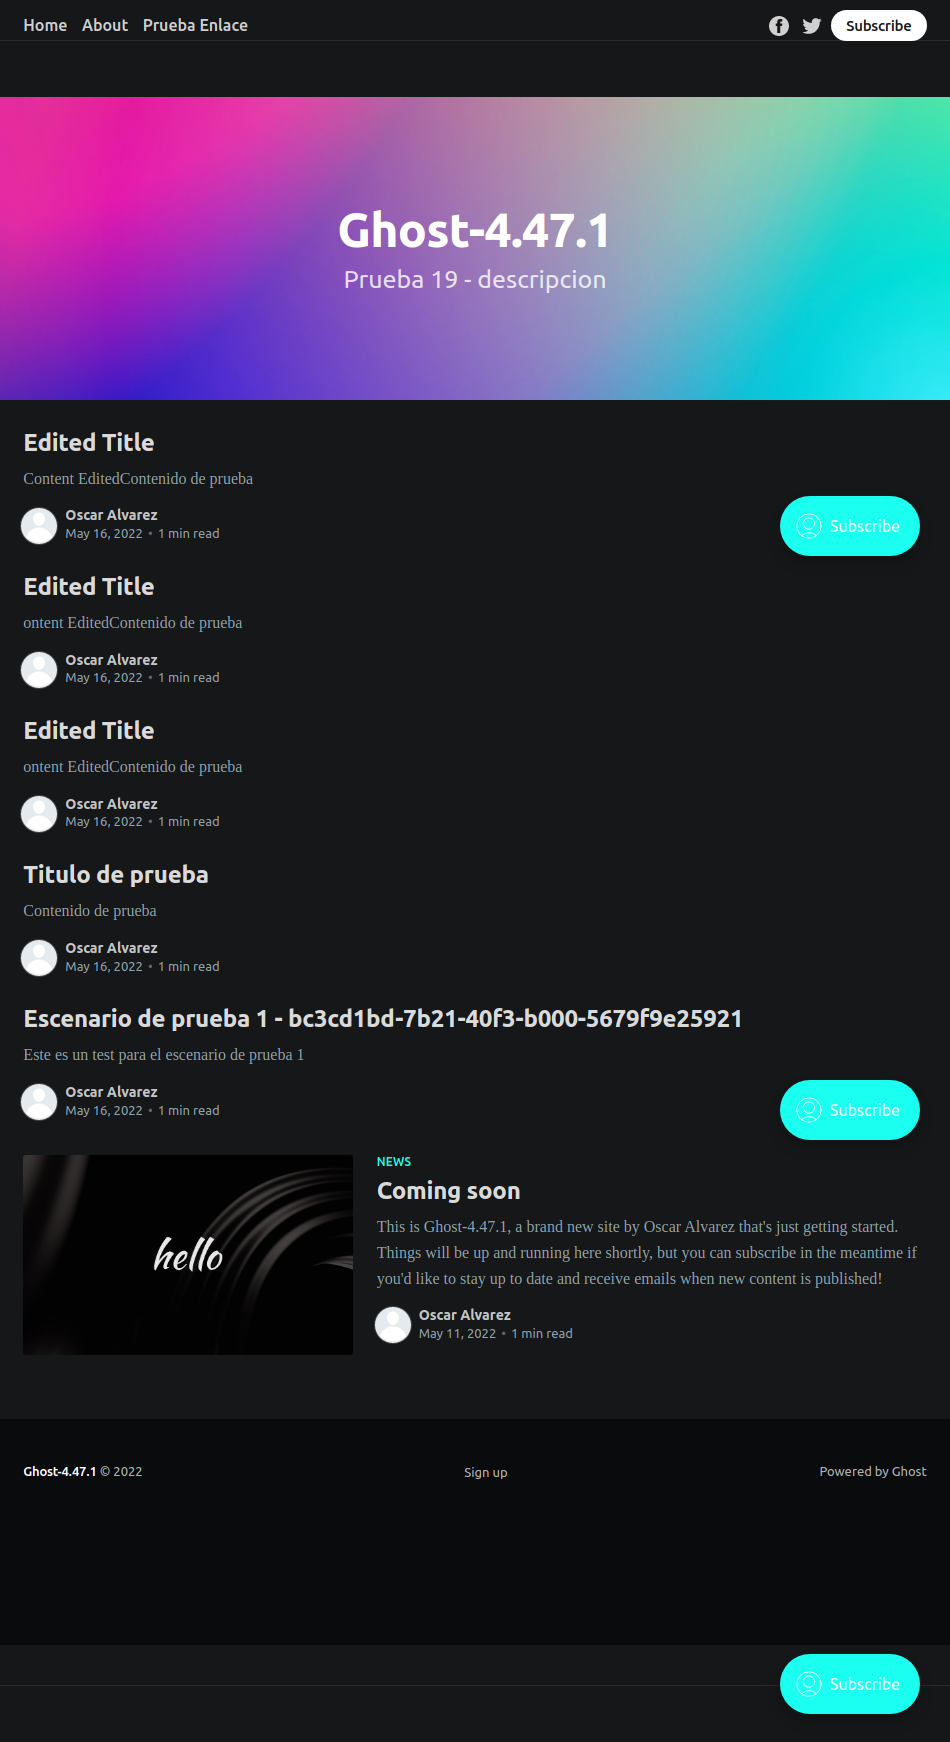 Home About Prueba Enlace Subscribe
Ghost-4.47.1
Prueba 19 - descripcion
Edited Title
Content EditedContenido de prueba
Oscar Alvarez
May 16, 2022 • 1 min read
Subscribe
Edited Title
ontent EditedContenido de prueba
Oscar Alvarez
May 16, 2022 • 1 min read
Edited Title
ontent EditedContenido de prueba
Oscar Alvarez
May 16, 2022 • 1 min read
Titulo de prueba
Contenido de prueba
Oscar Alvarez
May 16, 2022 • 1 min read
Escenario de prueba 1 - bc3cd1bd-7b21-40f3-b000-5679f9e25921
Este es un test para el escenario de prueba 1
Oscar Alvarez
May 16, 2022 • 1 min read
Subscribe
hello
NEWS
Coming soon
This is Ghost-4.47.1, a brand new site by Oscar Alvarez that's just getting started.
Things will be up and running here shortly, but you can subscribe in the meantime if
you'd like to stay up to date and receive emails when new content is published!
Oscar Alvarez
May 11, 2022 • 1 min read
Ghost-4.47.1 © 2022 Sign up Powered by Ghost
Subscribe